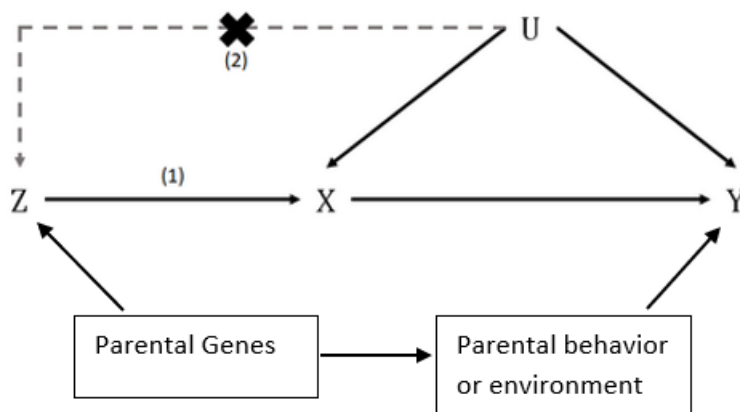 U
(2)
(1)
Z
X
Y
Parental Genes
Parental behavior
or environment